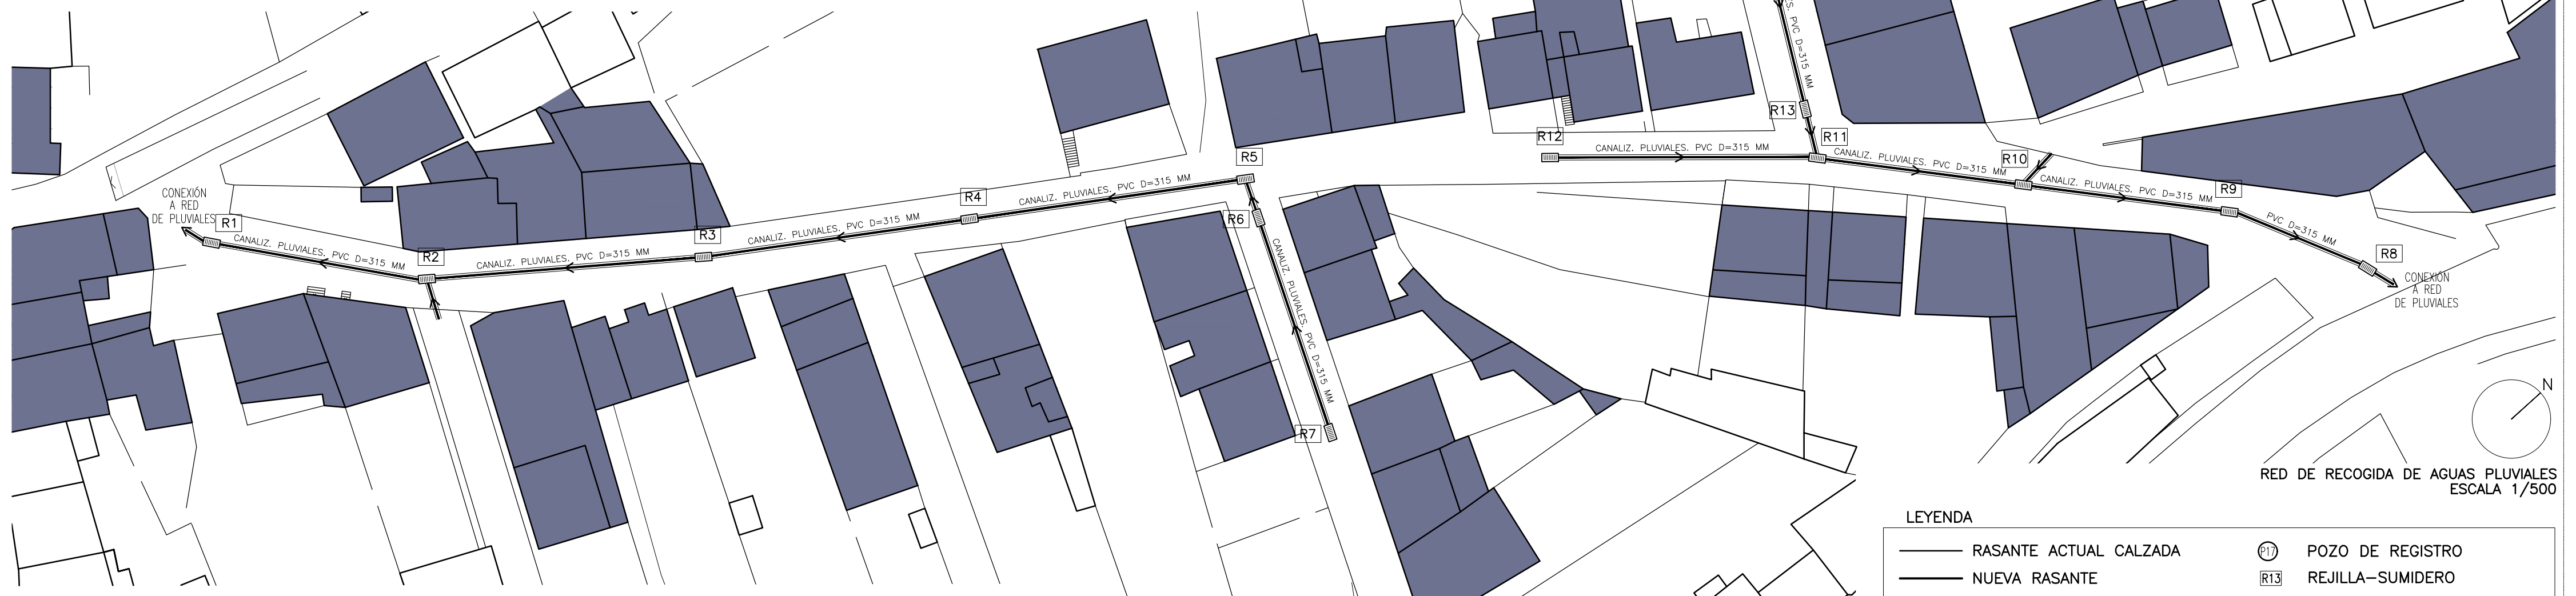 S. PVC D=315 MM
R13
R12
R11
CANALIZ. PLUVIALES. PVC D=315 MM
CANALIZ. PLUVIALES. PVC D=315 MM
R10
CANALIZ. PLUVIALES. PVC D=315 MM
R9
PVC D=315 MM
R8
CONEXIÓN
A RED
DE PLUVIALES
R5
CANALIZ. PLUVIALES. PVC D=315 MM
R4
CANALIZ. PLUVIALES. PVC D=315 MM
R3
CANALIZ. PLUVIALES. PVC D=315 MM
R2
CANALIZ. PLUVIALES. PVC D=315 MM
R1
CONEXIÓN
A RED
DE PLUVIALES
R6
CANALIZ. PLUVIALES. PVC D=315 MM
R7
N
RED DE RECOGIDA DE AGUAS PLUVIALES
ESCALA 1/500
LEYENDA
RASANTE ACTUAL CALZADA
P17 POZO DE REGISTRO
NUEVA RASANTE
R13 REJILLA-SUMIDERO